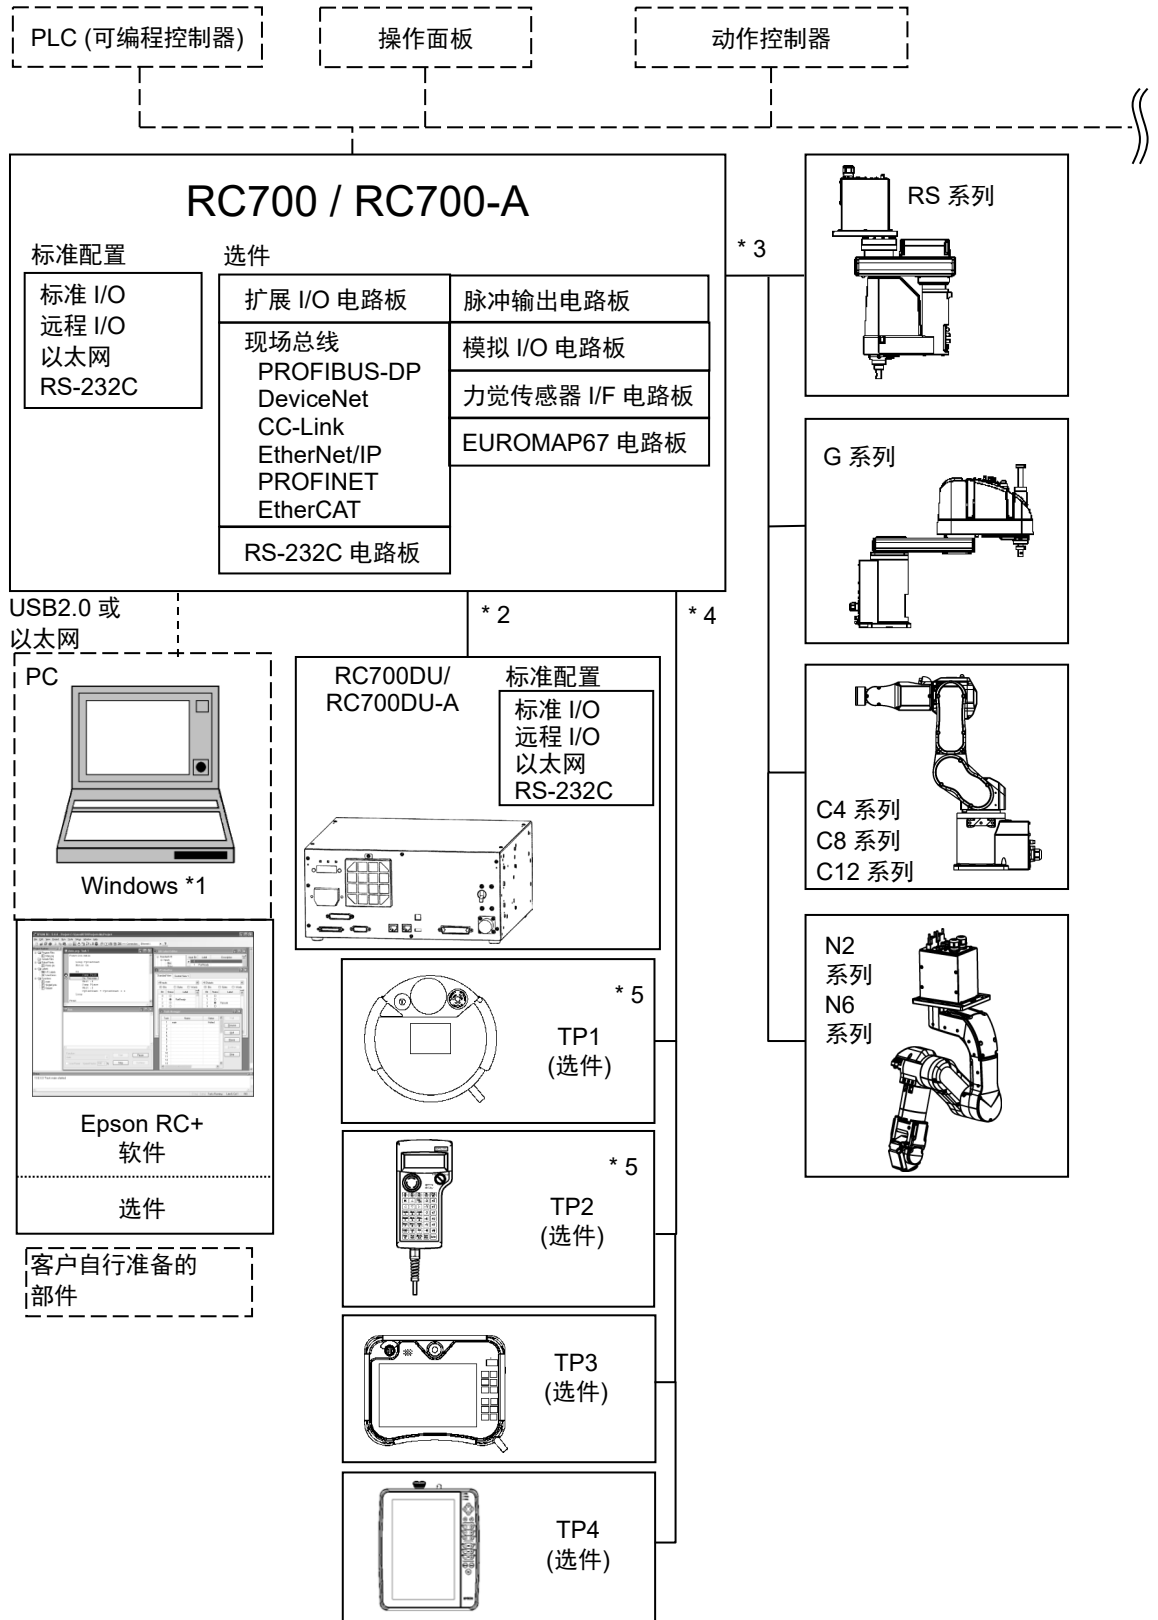 PLC (可编程控制器)
操作面板
动作控制器
RC700 / RC700-A
标准配置
标准 I/O
远程 I/O
以太网
RS-232C
选件
扩展 I/O 电路板
现场总线
PROFIBUS-DP
DeviceNet
CC-Link
EtherNet/IP
PROFINET
EtherCAT
RS-232C 电路板
脉冲输出电路板
模拟 I/O 电路板
力觉传感器 I/F 电路板
EUROMAP67 电路板
* 3
RS 系列
G 系列
C4 系列
C8 系列
C12 系列
N2
系列
N6
系列
USB2.0 或
以太网
* 2
* 4
PC
Windows *1
RC700DU/
RC700DU-A
标准配置
标准 I/O
远程 I/O
以太网
RS-232C
Epson RC+
软件
选件
客户自行准备的
部件
* 5
TP1
(选件)
* 5
TP2
(选件)
TP3
(选件)
TP4
(选件)